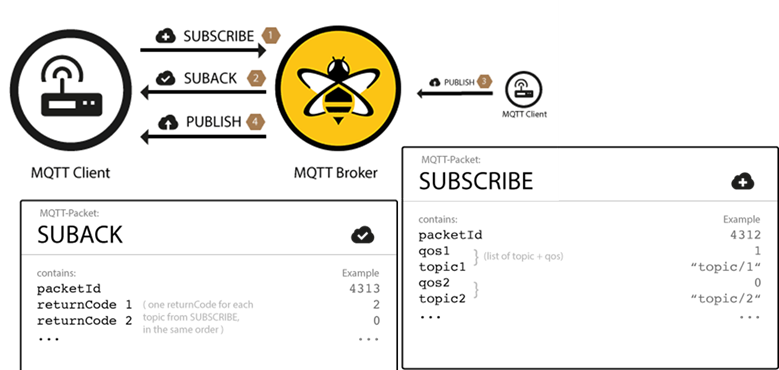 SUBSCRIBE 1
SUBACK 2
PUBLISH 3
PUBLISH 4
MQTT Client
MQTT Broker
MQTT Client
MQTT-Packet:
SUBSCRIBE
contains: Example
packetId 4312
qos1 1
(list of topic + qos)
topic1 "topic/1"
qos2 0
topic2 "topic/2"
... ...
MQTT-Packet:
SUBACK
contains: Example
packetId 4313
returnCode 1 ( one returnCode for each 2
returnCode 2 topic from SUBSCRIBE, 0
in the same order )
... ...